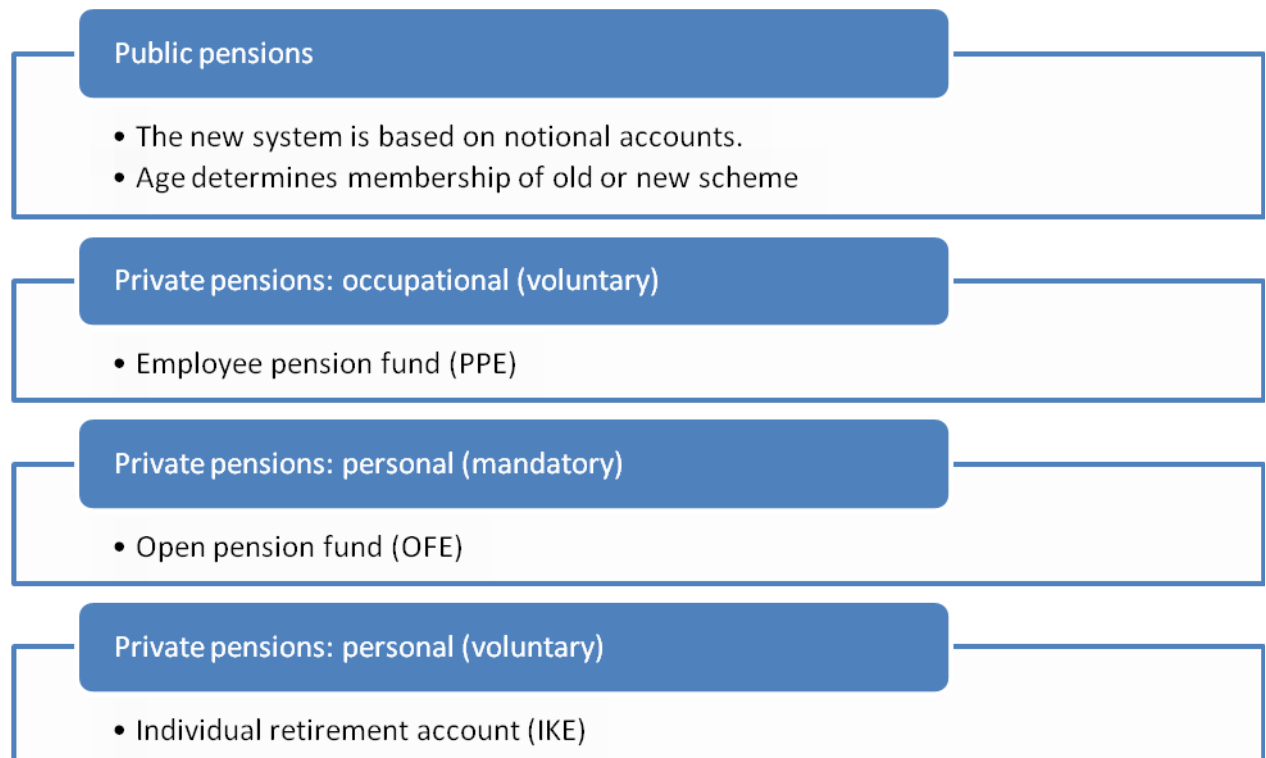 Public pensions
• The new system is based on notional accounts.
• Age determines membership of old or new scheme
Private pensions: occupational (voluntary)
• Employee pension fund (PPE)
Private pensions: personal (mandatory)
• Open pension fund (OFE)
Private pensions: personal (voluntary)
• Individual retirement account (IKE)